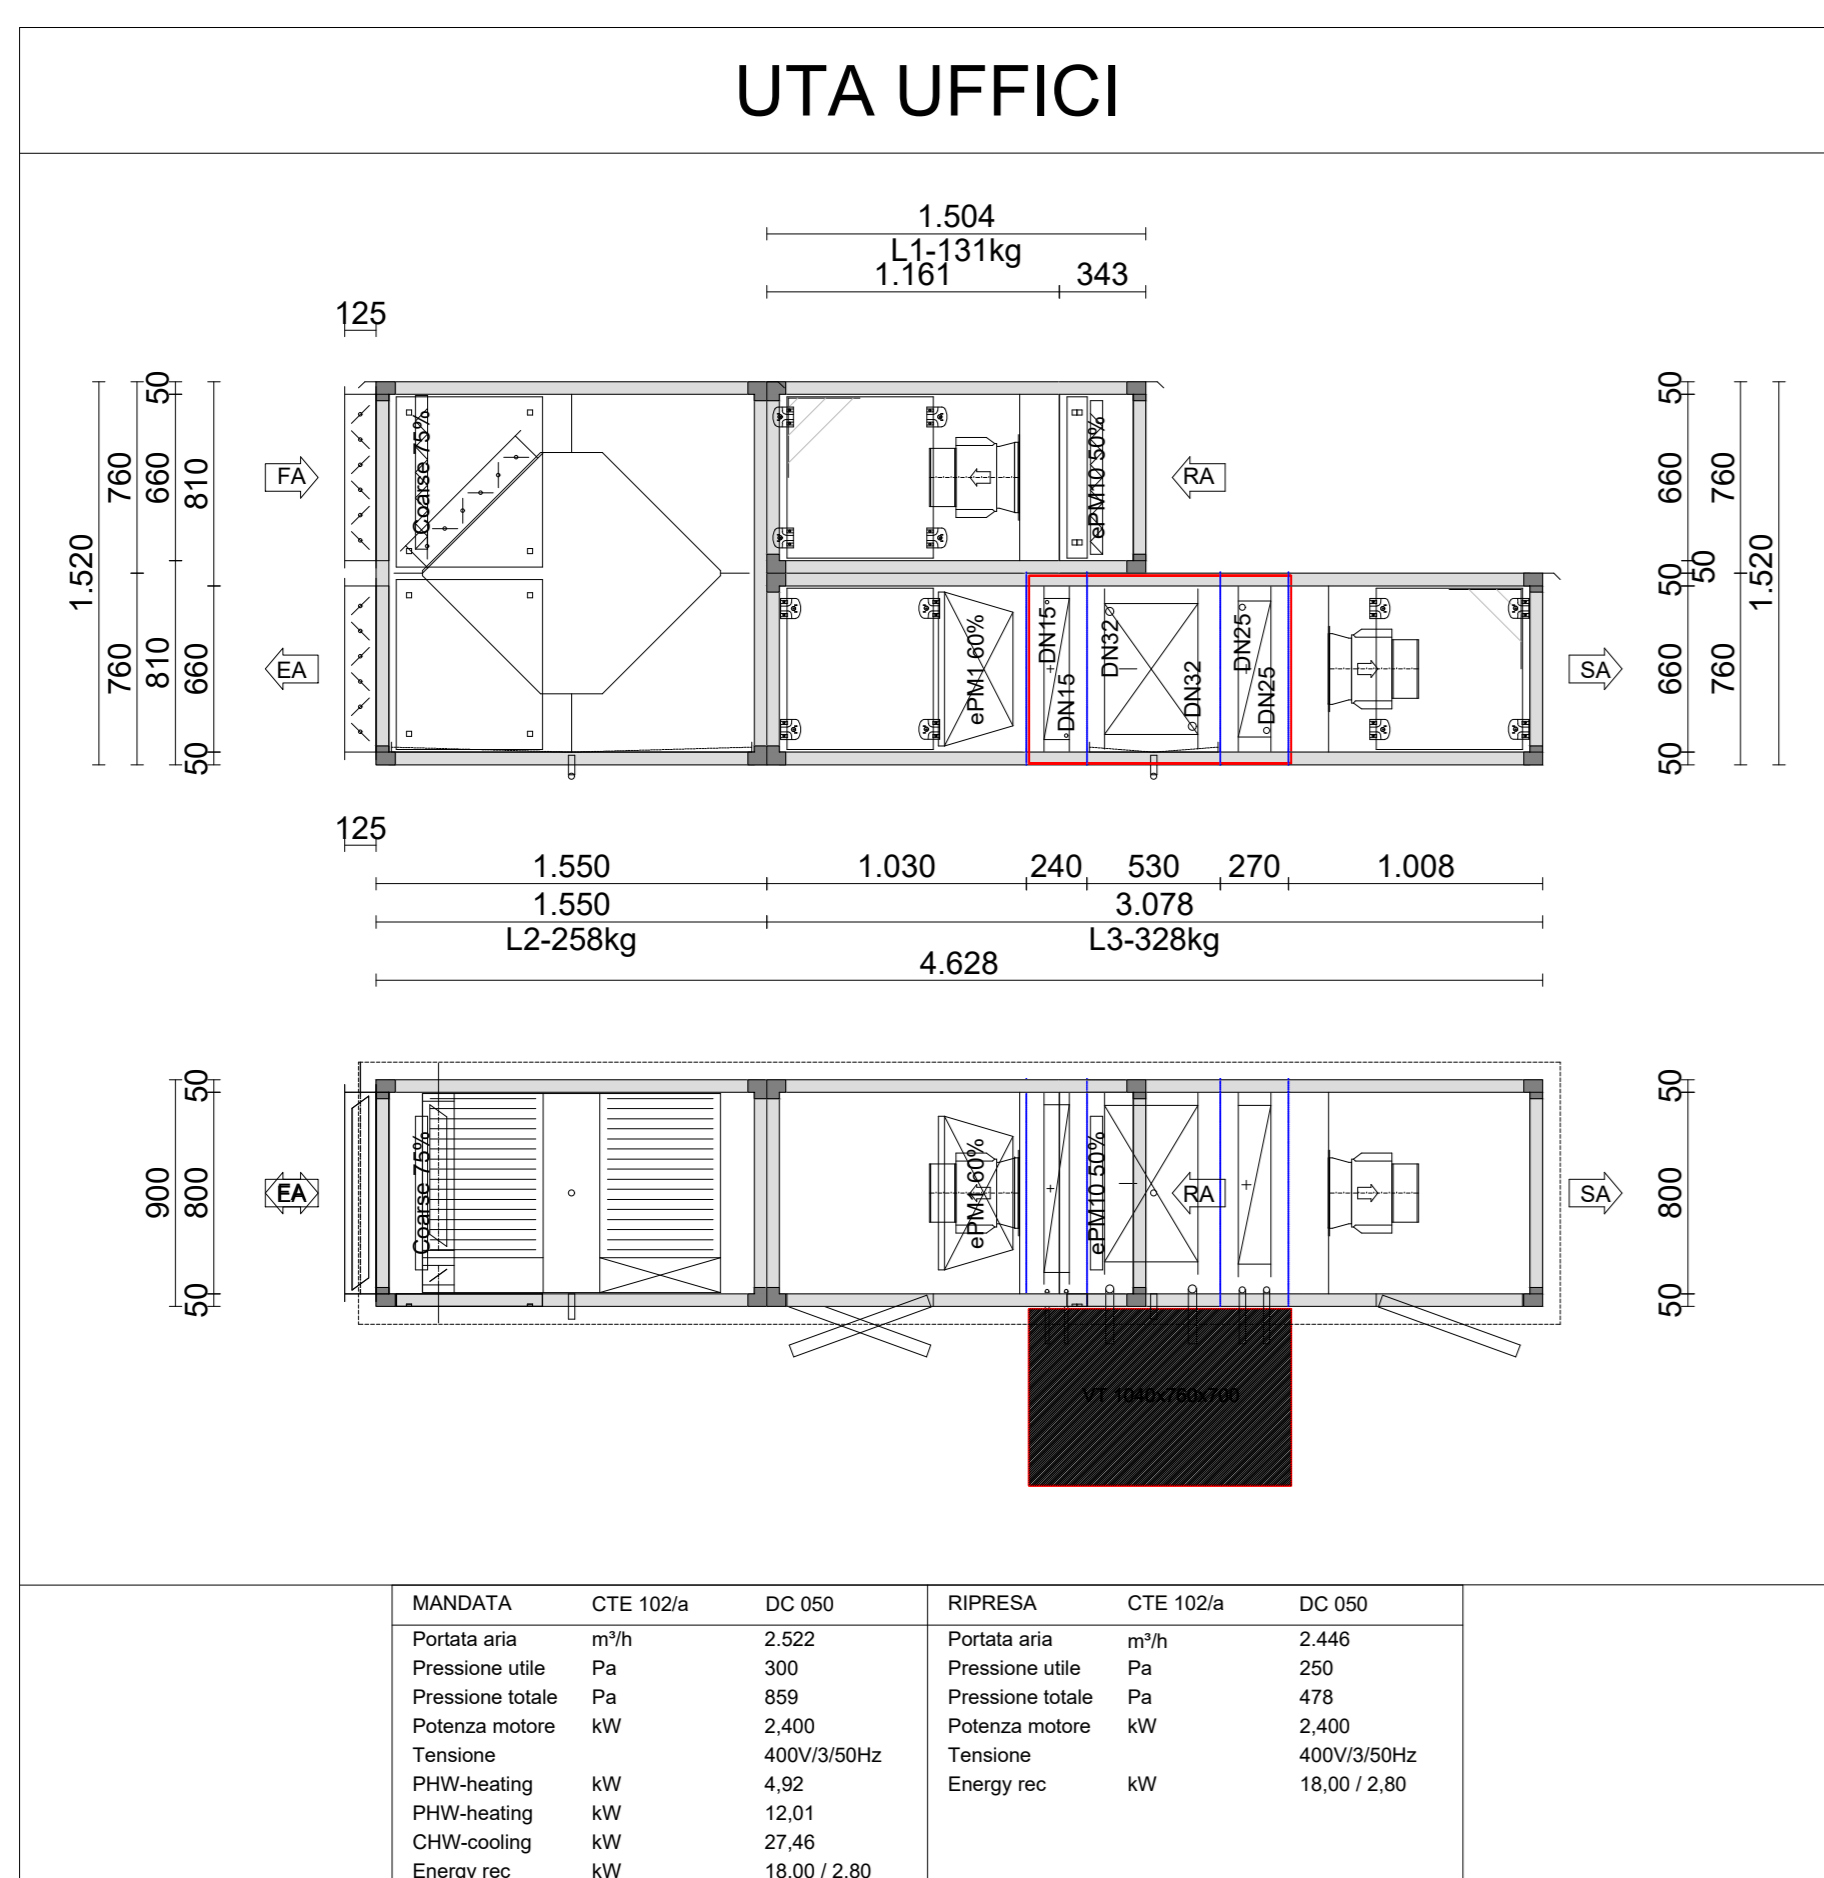 UTA UFFICI
1.504
L1-131kg
1.161
343
125
50
760
660
810
1.520
760
810
660
50
FA
EA
Coarse 75%
ePM10 50%
RA
ePM1 60%
DN15
DN15
DN32
DN32
DN25
DN25
SA
50
660
760
50
50
1.520
660
760
50
125
1.550
1.030
240
530
270
1.008
1.550
3.078
L2-258kg
L3-328kg
4.628
50
900
800
50
EA
Coarse 75%
ePM1 60%
ePM10 50%
RA
SA
50
800
50
VT 1040x760x700
MANDATA CTE 102/a DC 050 RIPRESA CTE 102/a DC 050
Portata aria m³/h 2.522 Portata aria m³/h 2.446
Pressione utile Pa 300 Pressione utile Pa 250
Pressione totale Pa 859 Pressione totale Pa 478
Potenza motore kW 2,400 Potenza motore kW 2,400
Tensione 400V/3/50Hz Tensione 400V/3/50Hz
PHW-heating kW 4,92 Energy rec kW 18,00 / 2,80
PHW-heating kW 12,01
CHW-cooling kW 27,46
Energy rec kW 18,00 / 2,80